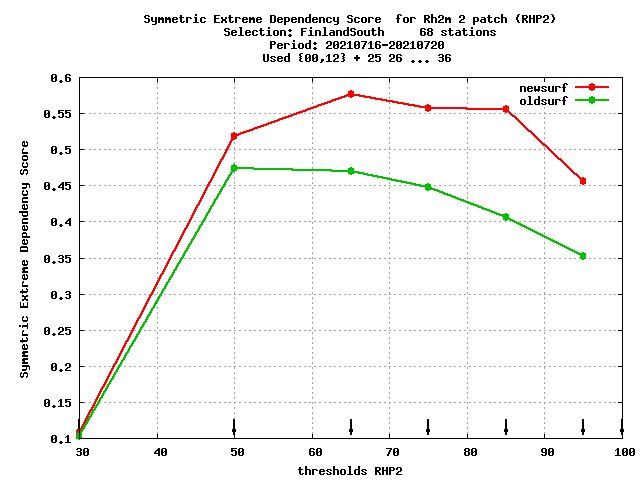 Symmetric Extreme Dependency Score  for Rh2m 2 patch (RHP2)
Selection: FinlandSouth     68 stations
Period: 20210716-20210720
Used {00,12} + 25 26 ... 36
newsurf
oldsurf
Symmetric Extreme Dependency Score
0.6
0.55
0.5
0.45
0.4
0.35
0.3
0.25
0.2
0.15
0.1
30 40 50 60 70 80 90 100
thresholds RHP2